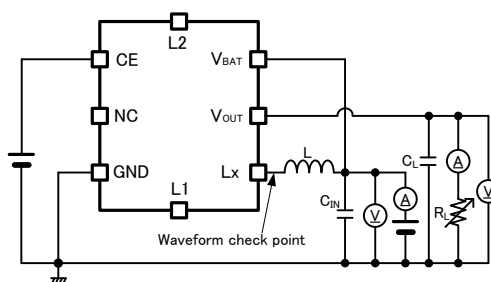 L2
CE
VBAT
NC
VOUT
GND
Lx
L
L1
CIN
V
A
CL
A
RL
V
Waveform check point